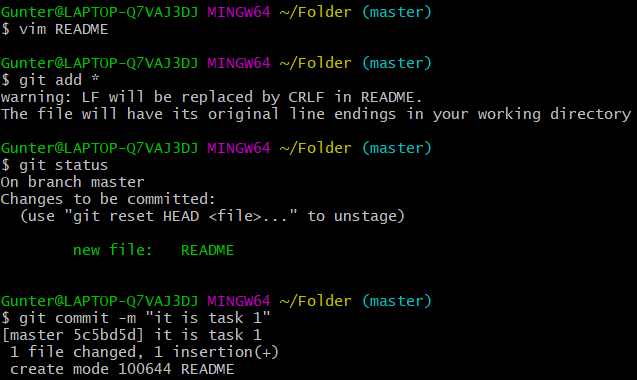 Gunter@LAPTOP-Q7VAJ3DJ MINGW64 ~/Folder (master)
$ vim README
Gunter@LAPTOP-Q7VAJ3DJ MINGW64 ~/Folder (master)
$ git add *
warning: LF will be replaced by CRLF in README.
The file will have its original line endings in your working directory
Gunter@LAPTOP-Q7VAJ3DJ MINGW64 ~/Folder (master)
$ git status
On branch master
Changes to be committed:
  (use "git reset HEAD <file>..." to unstage)
        new file:   README
Gunter@LAPTOP-Q7VAJ3DJ MINGW64 ~/Folder (master)
$ git commit -m "it is task 1"
[master 5c5bd5d] it is task 1
 1 file changed, 1 insertion(+)
 create mode 100644 README